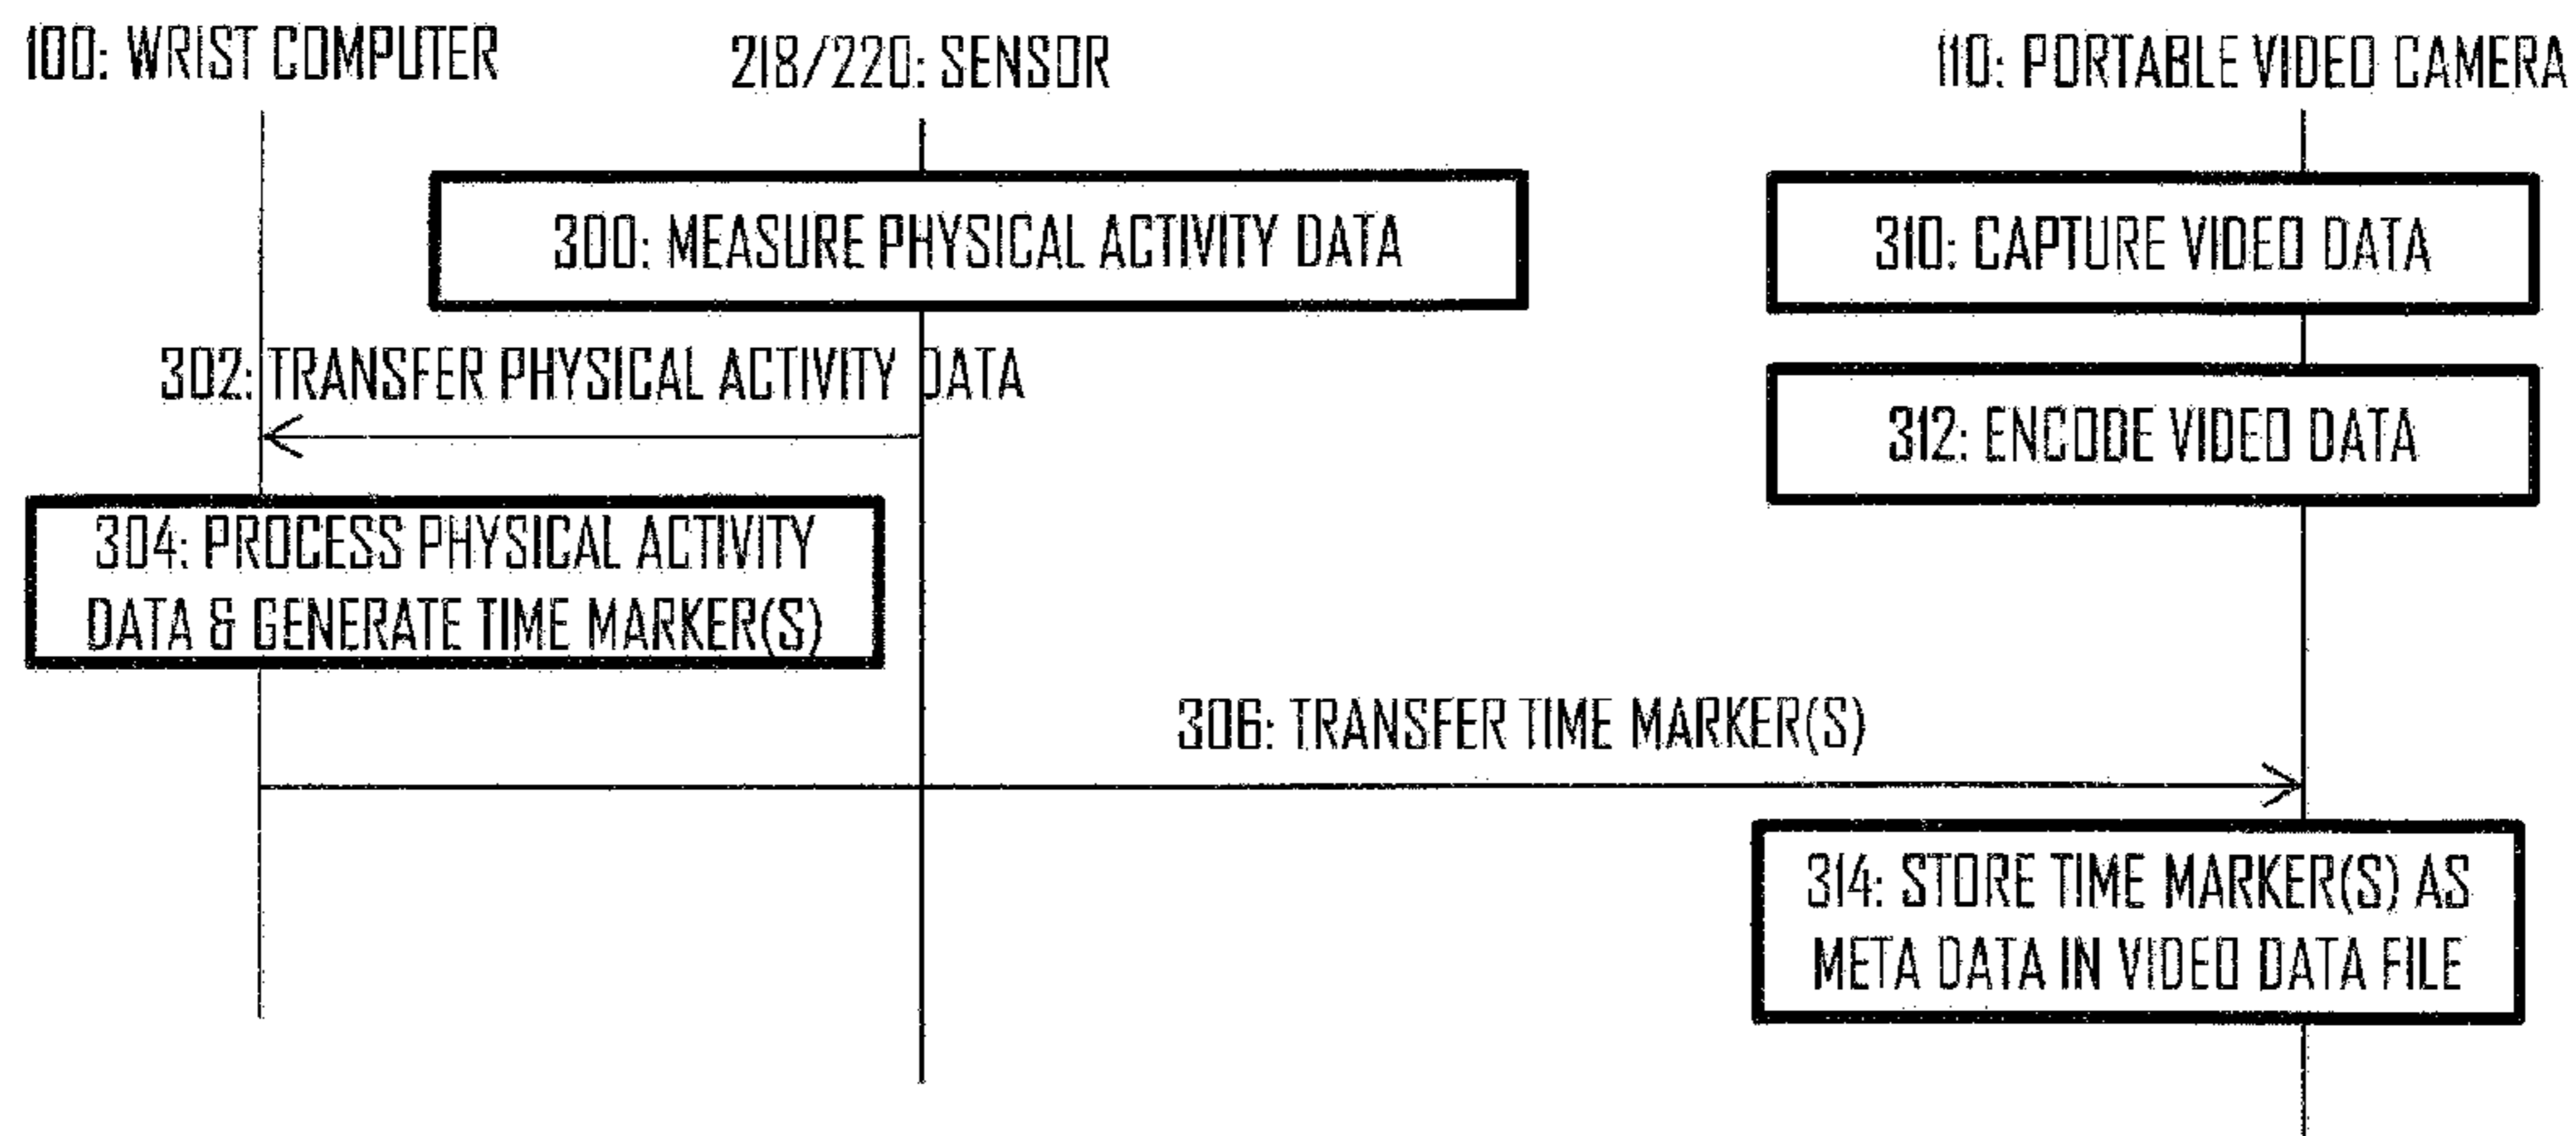 100: WRIST COMPUTER
218/220: SENSOR
110: PORTABLE VIDEO CAMERA
300: MEASURE PHYSICAL ACTIVITY DATA
310: CAPTURE VIDEO DATA
302: TRANSFER PHYSICAL ACTIVITY DATA
312: ENCODE VIDEO DATA
304: PROCESS PHYSICAL ACTIVITY
DATA & GENERATE TIME MARKER(S)
306: TRANSFER TIME MARKER(S)
314: STORE TIME MARKER(S) AS
META DATA IN VIDEO DATA FILE